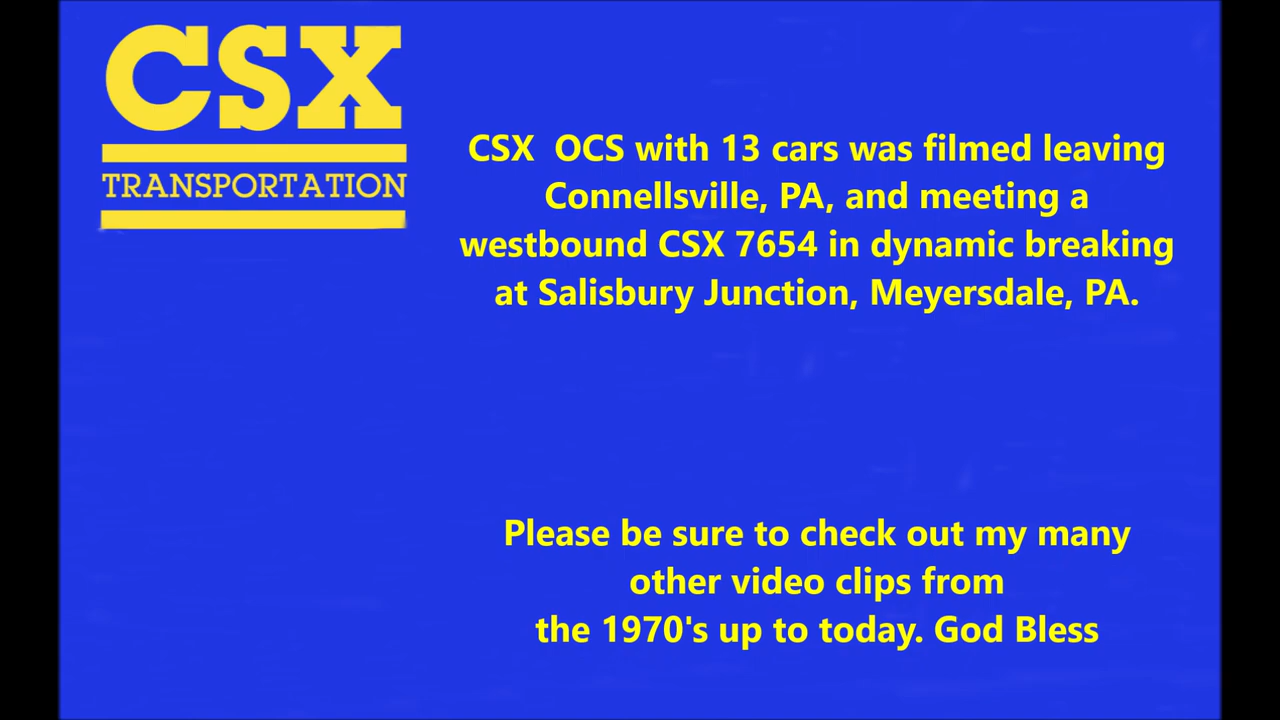 CSX
TRANSPORTATION
CSX  OCS with 13 cars was filmed leaving
Connellsville, PA, and meeting a
westbound CSX 7654 in dynamic breaking
at Salisbury Junction, Meyersdale, PA.
Please be sure to check out my many
other video clips from
the 1970's up to today. God Bless